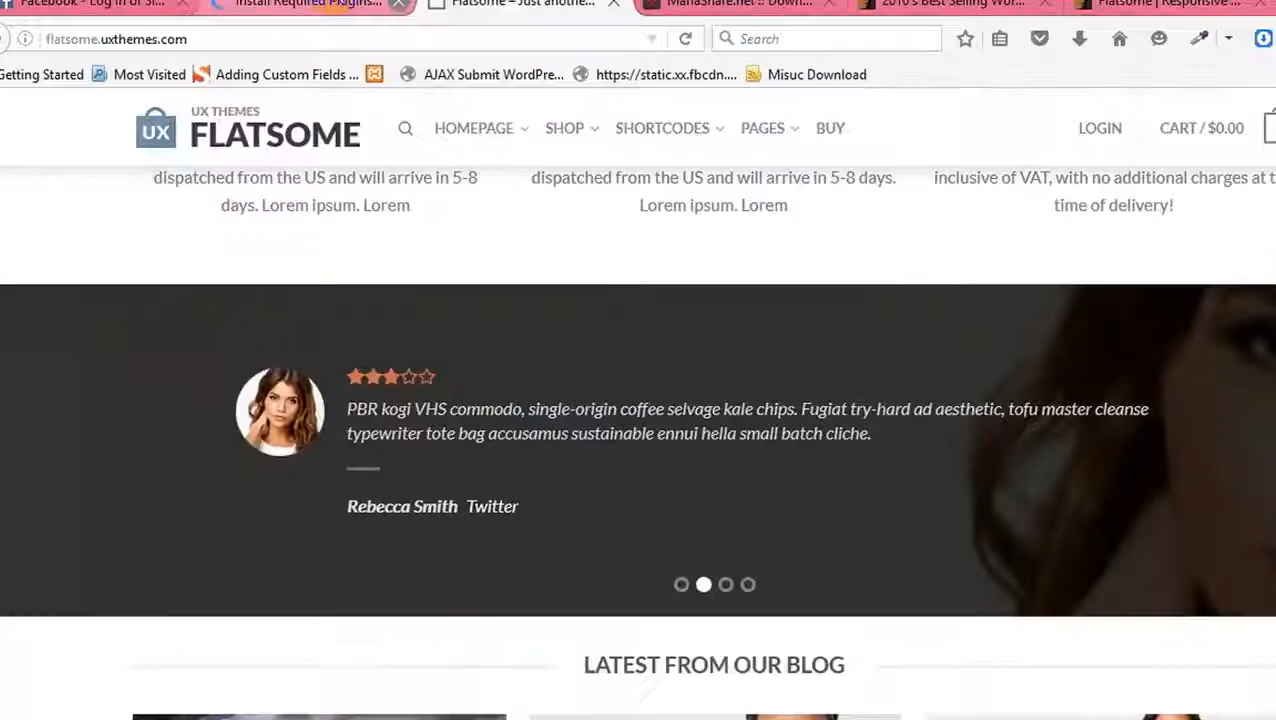 Facebook - Log In or Si...
Install Required Plugins...
Flatsome – Just anothe...
MafiaShare.net :: Down...
2016's Best Selling Wor...
Flatsome | Responsive ...
flatsome.uxthemes.com
Search
Getting Started
Most Visited
Adding Custom Fields ...
AJAX Submit WordPre...
https://static.xx.fbcdn....
Misuc Download
UX
UX THEMES
FLATSOME
HOMEPAGE
SHOP
SHORTCODES
PAGES
BUY
LOGIN
CART / $0.00
dispatched from the US and will arrive in 5-8
days. Lorem ipsum. Lorem
dispatched from the US and will arrive in 5-8 days.
Lorem ipsum. Lorem
inclusive of VAT, with no additional charges at t
time of delivery!
PBR kogi VHS commodo, single-origin coffee selvage kale chips. Fugiat try-hard ad aesthetic, tofu master cleanse
typewriter tote bag accusamus sustainable ennui hella small batch cliche.
Rebecca Smith Twitter
LATEST FROM OUR BLOG